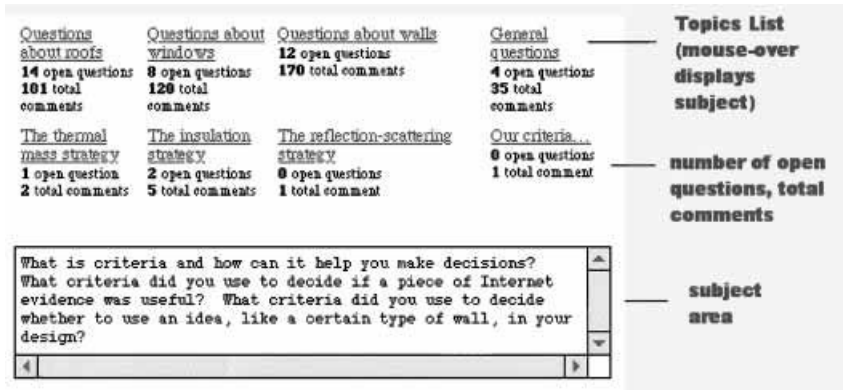 Questions
about roofs
14 open questions
101 total
comments
Questions about
windows
8 open questions
120 total
comments
Questions about walls
12 open questions
170 total comments
General
questions
4 open questions
35 total
comments
The thermal
mass strategy
1 open question
2 total comments
The insulation
strategy
2 open questions
5 total comments
The reflection-scattering
strategy
0 open questions
1 total comment
Our criteria...
0 open questions
1 total comment
Topics List
(mouse-over
displays
subject)
number of open
questions, total
comments
What is criteria and how can it help you make decisions?
What criteria did you use to decide if a piece of Internet
evidence was useful?  What criteria did you use to decide
whether to use an idea, like a certain type of wall, in your
design?
subject
area